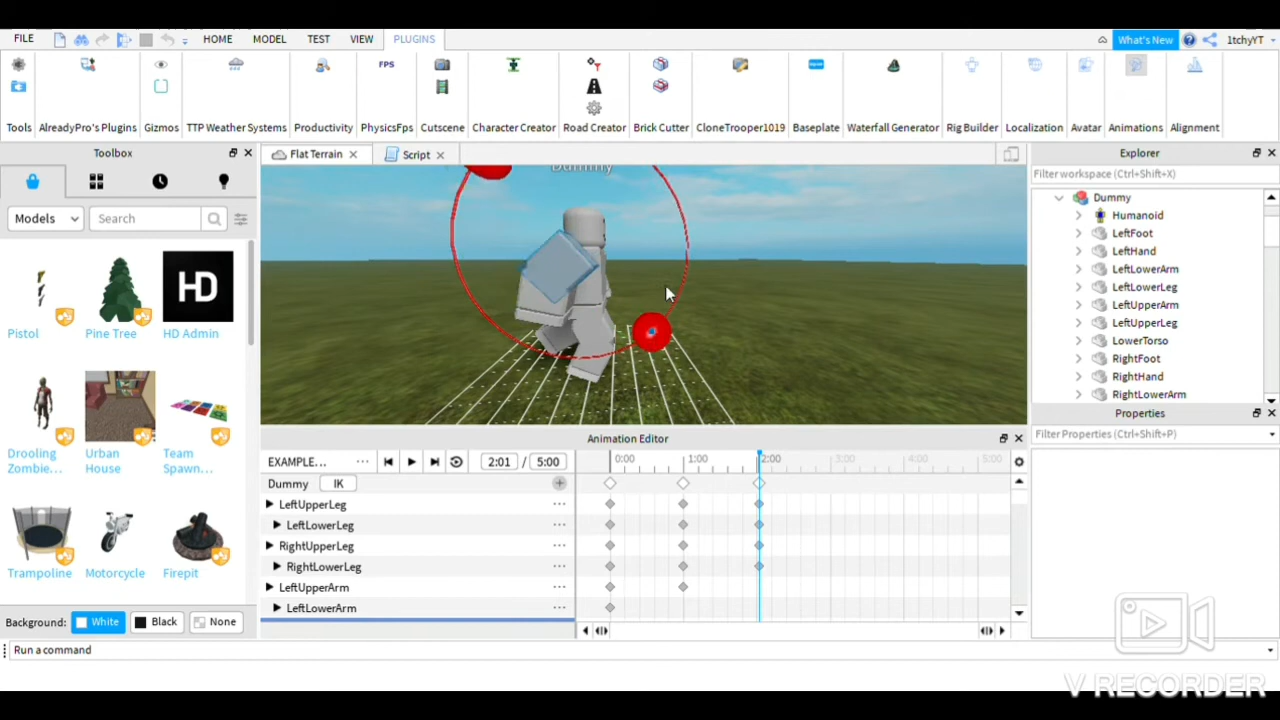 FILE
HOME
MODEL
TEST
VIEW
PLUGINS
What's New
1tchyYT
FPS
Tools
AlreadyPro's Plugins
Gizmos
TTP Weather Systems
Productivity
PhysicsFps
Cutscene
Character Creator
Road Creator
Brick Cutter
CloneTrooper1019
Baseplate
Waterfall Generator
Rig Builder
Localization
Avatar
Animations
Alignment
Toolbox
Flat Terrain
Script
Explorer
Filter workspace (Ctrl+Shift+X)
Models
Search
Pistol
Pine Tree
HD
HD Admin
Drooling
Zombie...
Urban
House
Team
Spawn...
Trampoline
Motorcycle
Firepit
Background:
White
Black
None
Dummy
Dummy
Humanoid
LeftFoot
LeftHand
LeftLowerArm
LeftLowerLeg
LeftUpperArm
LeftUpperLeg
LowerTorso
RightFoot
RightHand
RightLowerArm
Properties
Filter Properties (Ctrl+Shift+P)
Animation Editor
EXAMPLE...
2:01 / 5:00
0:00
1:00
2:00
3:00
4:00
5:00
Dummy
IK
LeftUpperLeg
LeftLowerLeg
RightUpperLeg
RightLowerLeg
LeftUpperArm
LeftLowerArm
Run a command
V RECORDER